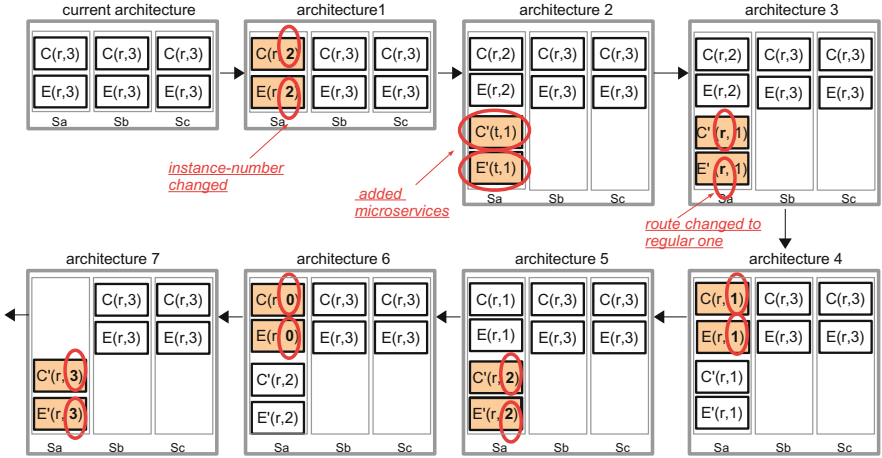 current architecture
C(r,3) C(r,3) C(r,3)
E(r,3) E(r,3) E(r,3)
Sa Sb Sc
architecture1
C(r,2) C(r,3) C(r,3)
E(r,2) E(r,3) E(r,3)
Sa Sb Sc
instance-number
changed
architecture 2
C(r,2) C(r,3) C(r,3)
E(r,2) E(r,3) E(r,3)
C'(t,1)
E'(t,1)
Sa Sb Sc
added
microservices
architecture 3
C(r,2) C(r,3) C(r,3)
E(r,2) E(r,3) E(r,3)
C'(r,1)
E'(r,1)
Sa Sb Sc
route changed to
regular one
architecture 7
C(r,3) C(r,3)
E(r,3) E(r,3)
C'(r,3)
E'(r,3)
Sa Sb Sc
architecture 6
C(r,0) C(r,3) C(r,3)
E(r,0) E(r,3) E(r,3)
C'(r,2)
E'(r,2)
Sa Sb Sc
architecture 5
C(r,1) C(r,3) C(r,3)
E(r,1) E(r,3) E(r,3)
C'(r,2)
E'(r,2)
Sa Sb Sc
architecture 4
C(r,1) C(r,3) C(r,3)
E(r,1) E(r,3) E(r,3)
C'(r,1)
E'(r,1)
Sa Sb Sc